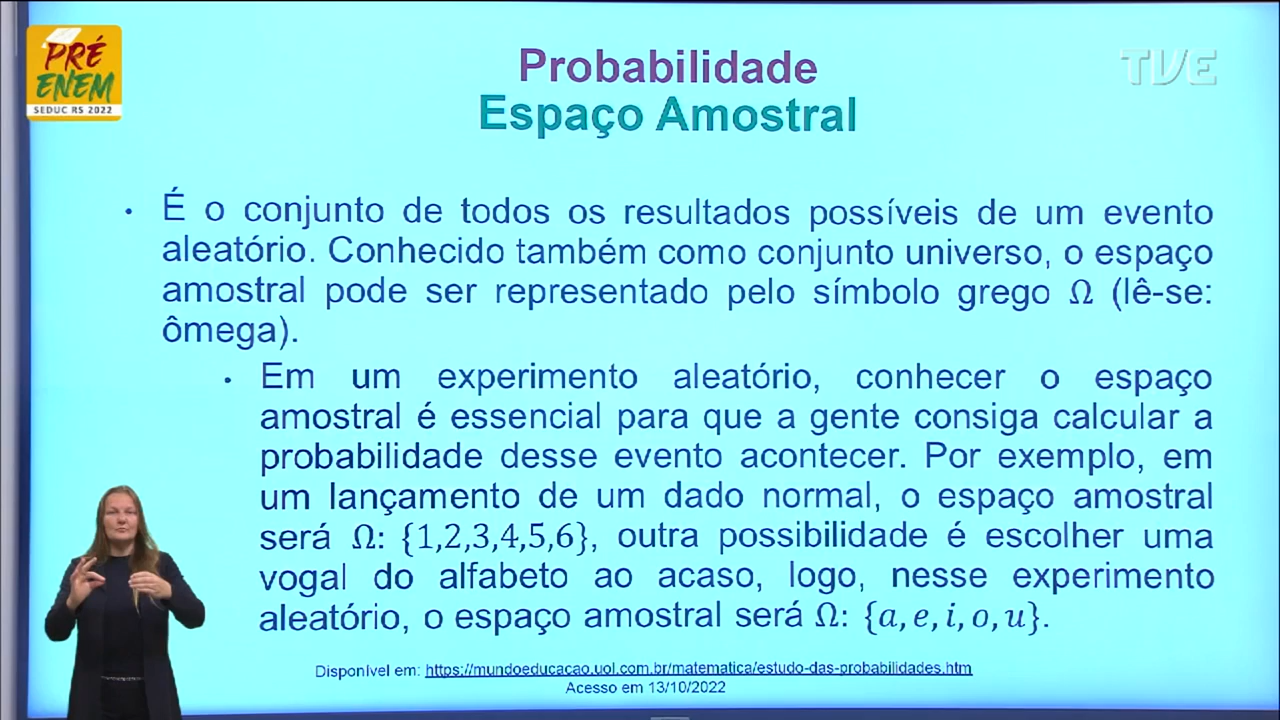 PRÉ
ENEM
SEDUC RS 2022
TVE
Probabilidade
Espaço Amostral
• É o conjunto de todos os resultados possíveis de um evento
aleatório. Conhecido também como conjunto universo, o espaço
amostral pode ser representado pelo símbolo grego Ω (lê-se:
ômega).
• Em um experimento aleatório, conhecer o espaço
amostral é essencial para que a gente consiga calcular a
probabilidade desse evento acontecer. Por exemplo, em
um lançamento de um dado normal, o espaço amostral
será Ω: {1,2,3,4,5,6}, outra possibilidade é escolher uma
vogal do alfabeto ao acaso, logo, nesse experimento
aleatório, o espaço amostral será Ω: {a, e, i, o, u}.
Disponível em: https://mundoeducacao.uol.com.br/matematica/estudo-das-probabilidades.htm
Acesso em 13/10/2022